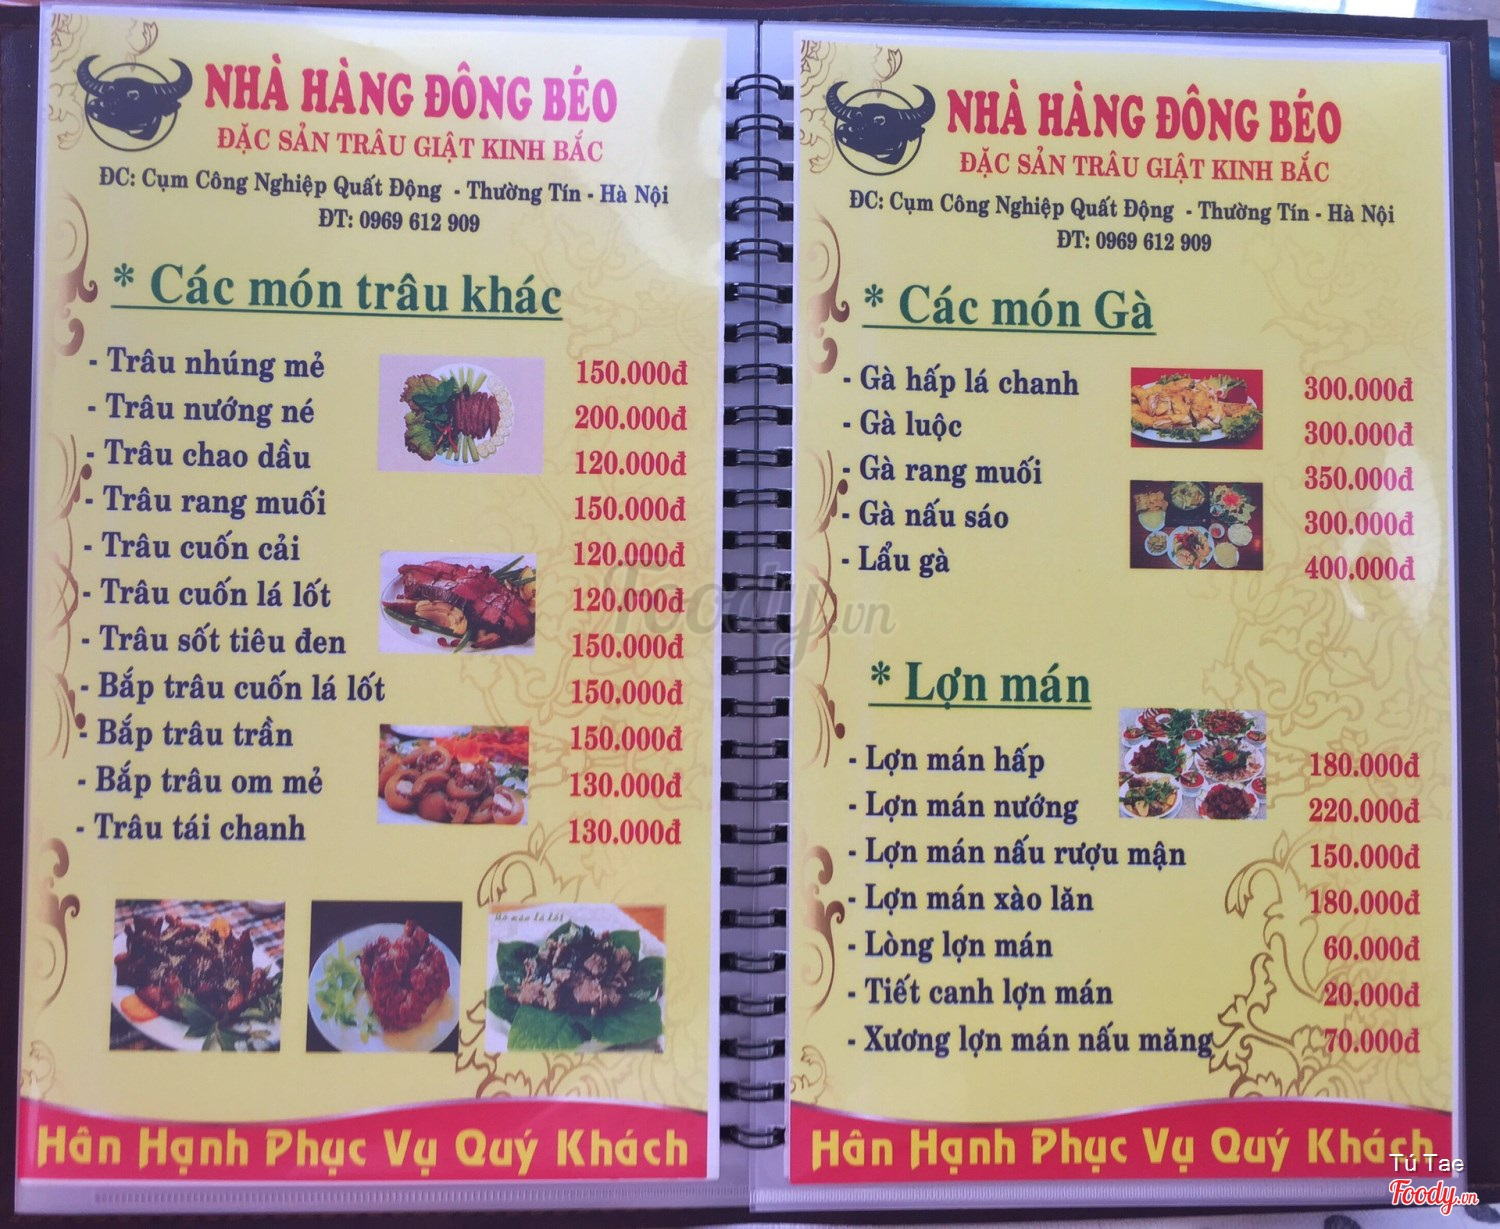 NHÀ HÀNG ĐÔNG BÉO
ĐẶC SẢN TRÂU GIẬT KINH BẮC
ĐC: Cụm Công Nghiệp Quất Động - Thường Tín - Hà Nội
ĐT: 0969 612 909
* Các món trâu khác
- Trâu nhúng mẻ 150.000đ
- Trâu nướng né 200.000đ
- Trâu chao dầu 120.000đ
- Trâu rang muối 150.000đ
- Trâu cuốn cải 120.000đ
- Trâu cuốn lá lốt 120.000đ
- Trâu sốt tiêu đen 150.000đ
- Bắp trâu cuốn lá lốt 150.000đ
- Bắp trâu trần 150.000đ
- Bắp trâu om mẻ 130.000đ
- Trâu tái chanh 130.000đ
Hân Hạnh Phục Vụ Quý Khách
NHÀ HÀNG ĐÔNG BÉO
ĐẶC SẢN TRÂU GIẬT KINH BẮC
ĐC: Cụm Công Nghiệp Quất Động - Thường Tín - Hà Nội
ĐT: 0969 612 909
* Các món Gà
- Gà hấp lá chanh 300.000đ
- Gà luộc 300.000đ
- Gà rang muối 350.000đ
- Gà nấu sáo 300.000đ
- Lẩu gà 400.000đ
* Lợn mán
- Lợn mán hấp 180.000đ
- Lợn mán nướng 220.000đ
- Lợn mán nấu rượu mận 150.000đ
- Lợn mán xào lăn 180.000đ
- Lòng lợn mán 60.000đ
- Tiết canh lợn mán 20.000đ
- Xương lợn mán nấu măng 70.000đ
Hân Hạnh Phục Vụ Quý Khách
Foody.vn
Tú Tae
Foody.vn